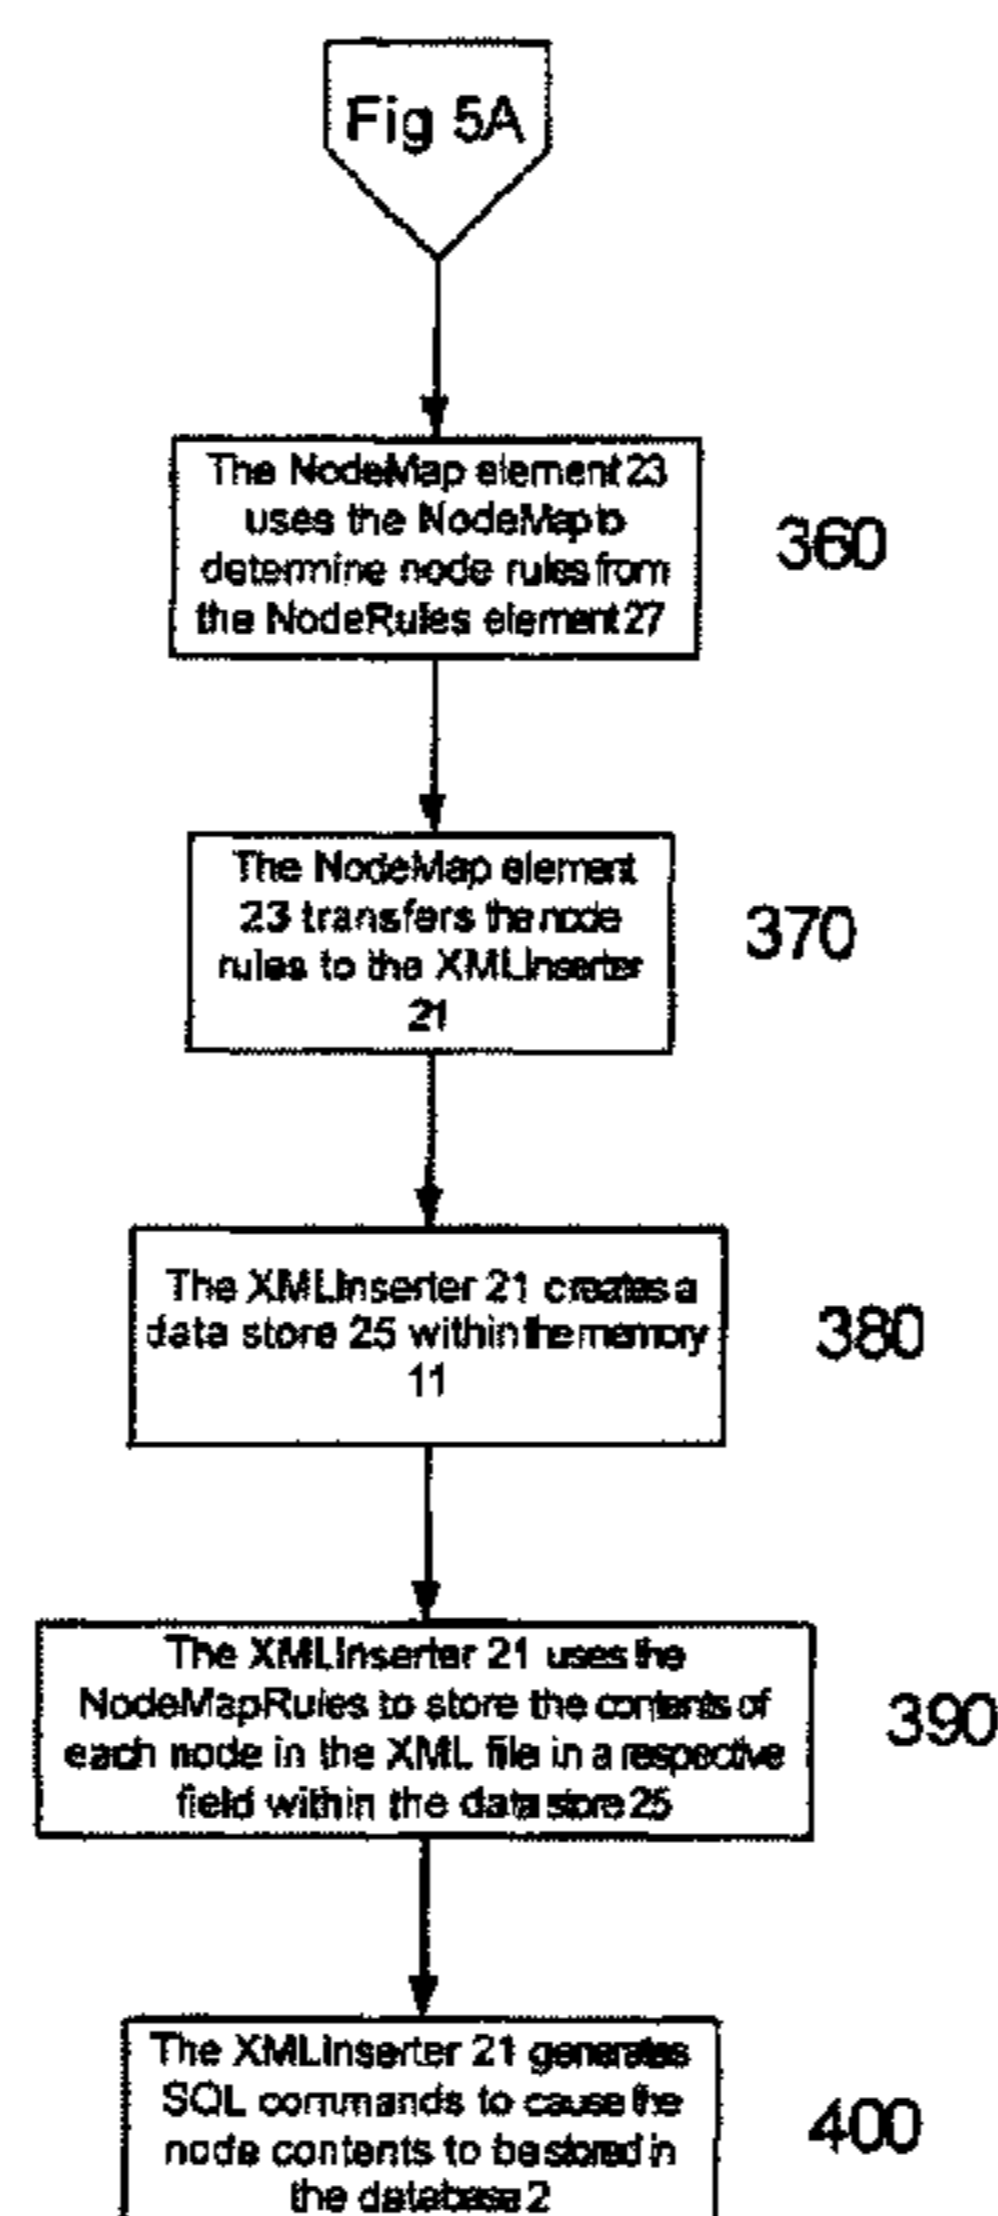 Fig 5A
The NodeMap element 23
uses the NodeMap to
determine node rules from
the NodeRules element 27
360
The NodeMap element
23 transfers the node
rules to the XMLInserter
21
370
The XMLInserter 21 creates a
data store 25 within the memory
11
380
The XMLInserter 21 uses the
NodeMapRules to store the contents of
each node in the XML file in a respective
field within the data store 25
390
The XMLInserter 21 generates
SQL commands to cause the
node contents to be stored in
the database 2
400